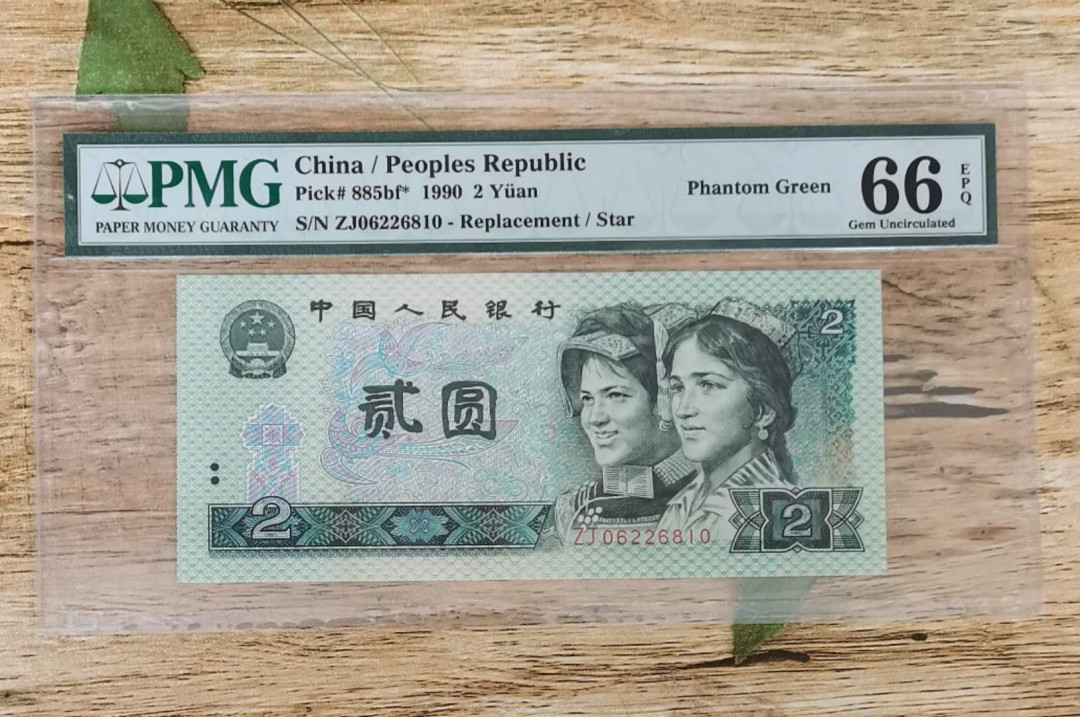 PMG
PAPER MONEY GUARANTY
China / Peoples Republic
Pick# 885bf* 1990 2 Yüan
S/N ZJ06226810 - Replacement / Star
Phantom Green
66
Gem Uncirculated
EPQ
中国人民银行
2
贰圆
2
ZJ06226810
2